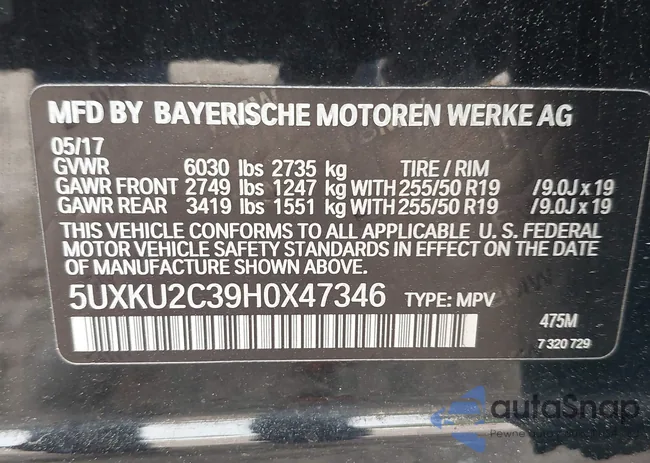 MFD BY BAYERISCHE MOTOREN WERKE AG
05/17
GVWR 6030 lbs 2735 kg TIRE / RIM
GAWR FRONT 2749 lbs 1247 kg WITH 255/50 R19 /9.0J x 19
GAWR REAR 3419 lbs 1551 kg WITH 255/50 R19 /9.0J x 19
THIS VEHICLE CONFORMS TO ALL APPLICABLE U.S. FEDERAL
MOTOR VEHICLE SAFETY STANDARDS IN EFFECT ON THE DATE
OF MANUFACTURE SHOWN ABOVE.
5UXKU2C39H0X47346 TYPE: MPV
475M
7 320 729
autoSnap